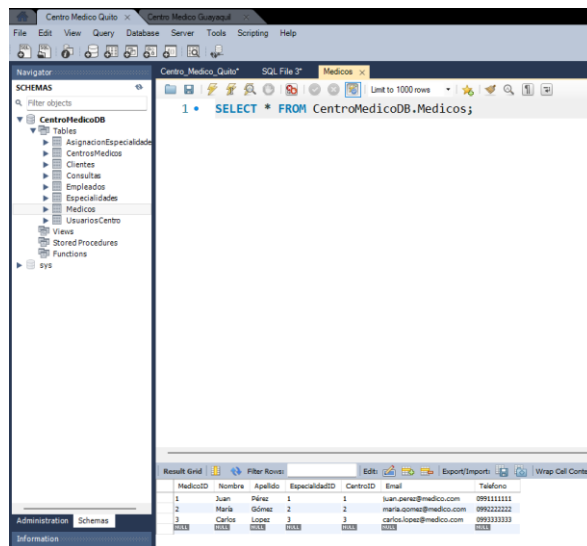 Centro Medico Quito × Centro Medico Guayaquil ×
File Edit View Query Database Server Tools Scripting Help
Navigator
SCHEMAS
Filter objects
CentroMedicoDB
Tables
AsignacionEspecialidade
CentrosMedicos
Clientes
Consultas
Empleados
Especialidades
Medicos
UsuariosCentro
Views
Stored Procedures
Functions
sys
Administration Schemas
Information
Centro_Medico_Quito* SQL File 3* Medicos ×
Limit to 1000 rows
1 SELECT * FROM CentroMedicoDB.Medicos;
Result Grid Filter Rows: Edit: Export/Import: Wrap Cell Conte
MedicoID Nombre Apellido EspecialidadID CentroID Email Telefono
1 Juan Pérez 1 1 juan.perez@medico.com 0991111111
2 María Gómez 2 2 maria.gomez@medico.com 0992222222
3 Carlos Lopez 3 3 carlos.lopez@medico.com 0993333333
NULL NULL NULL NULL NULL NULL NULL